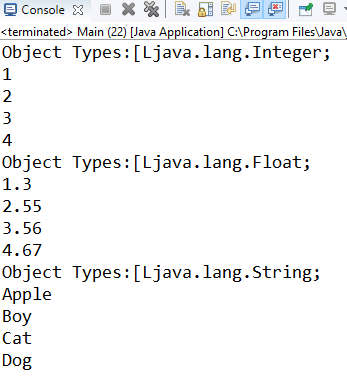 Console
<terminated> Main (22) [Java Application] C:\Program Files\Java\
Object Types:[Ljava.lang.Integer;
1
2
3
4
Object Types:[Ljava.lang.Float;
1.3
2.55
3.56
4.67
Object Types:[Ljava.lang.String;
Apple
Boy
Cat
Dog